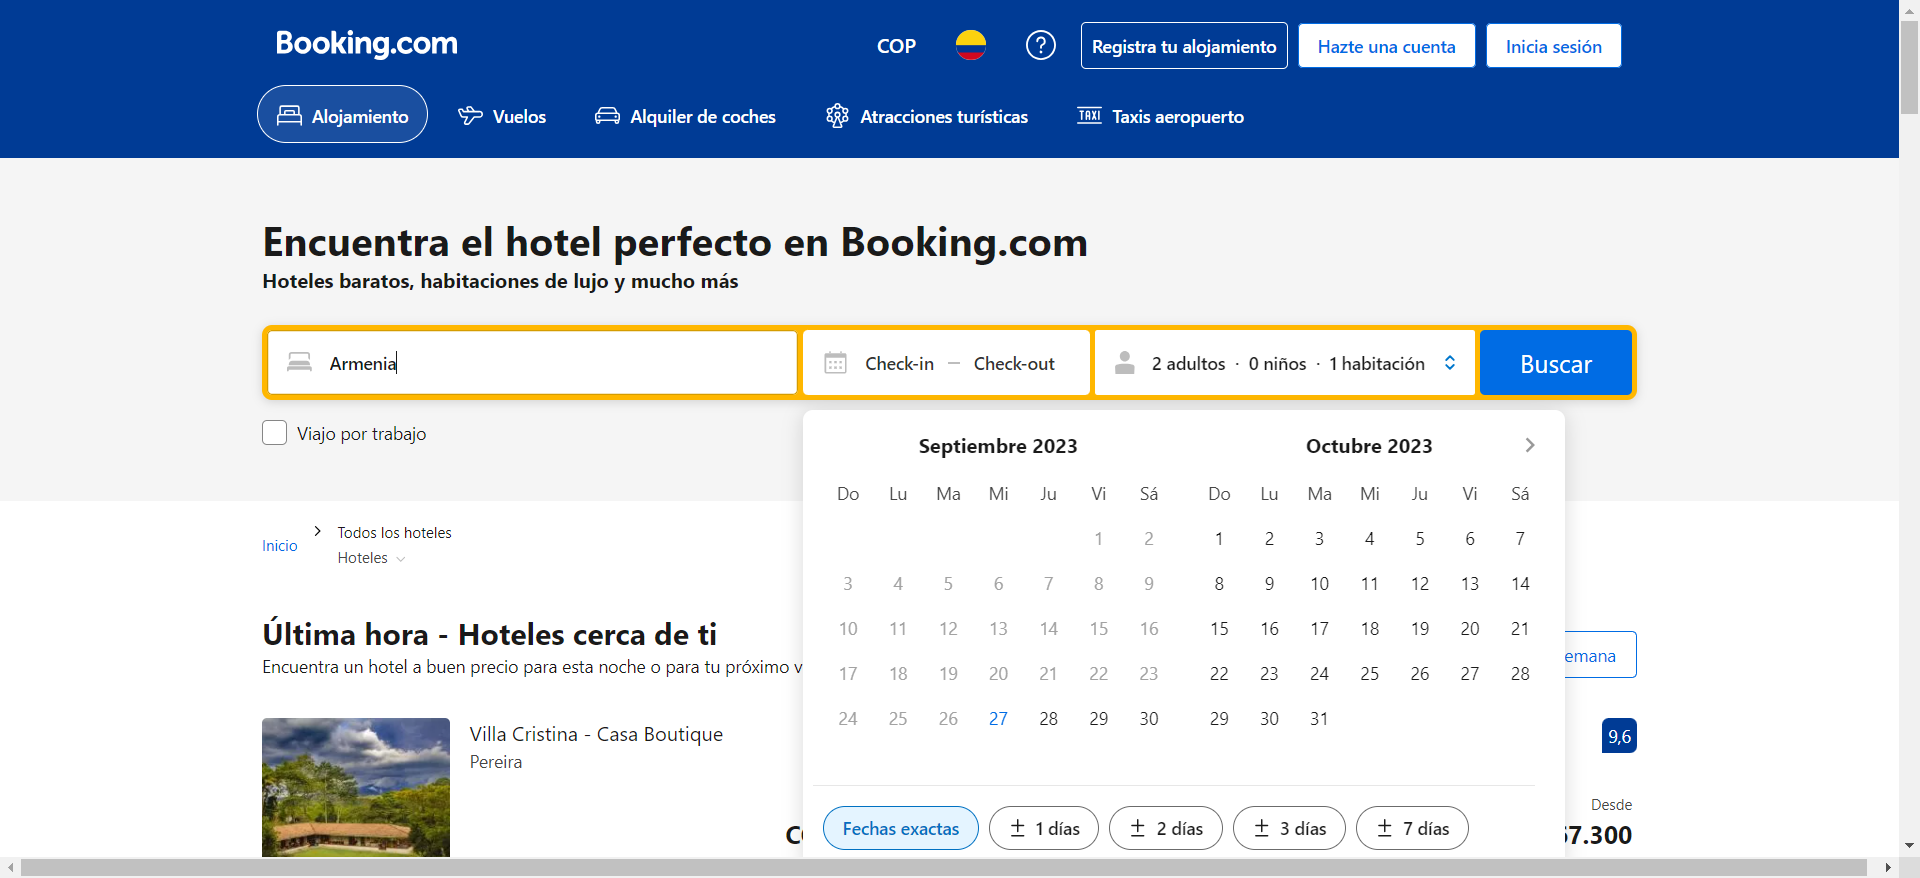 Booking.com
COP
Registra tu alojamiento
Hazte una cuenta
Inicia sesión
Alojamiento
Vuelos
Alquiler de coches
Atracciones turísticas
TAXI Taxis aeropuerto
Encuentra el hotel perfecto en Booking.com
Hoteles baratos, habitaciones de lujo y mucho más
Armenia
Check-in — Check-out
2 adultos · 0 niños · 1 habitación
Buscar
Viajo por trabajo
Septiembre 2023
Do Lu Ma Mi Ju Vi Sá
1 2
3 4 5 6 7 8 9
10 11 12 13 14 15 16
17 18 19 20 21 22 23
24 25 26 27 28 29 30
Octubre 2023
Do Lu Ma Mi Ju Vi Sá
1 2 3 4 5 6 7
8 9 10 11 12 13 14
15 16 17 18 19 20 21
22 23 24 25 26 27 28
29 30 31
Fechas exactas
± 1 días
± 2 días
± 3 días
± 7 días
Inicio
Todos los hoteles
Hoteles
Última hora - Hoteles cerca de ti
Encuentra un hotel a buen precio para esta noche o para tu próximo v
emana
Villa Cristina - Casa Boutique
Pereira
9,6
Desde
7.300